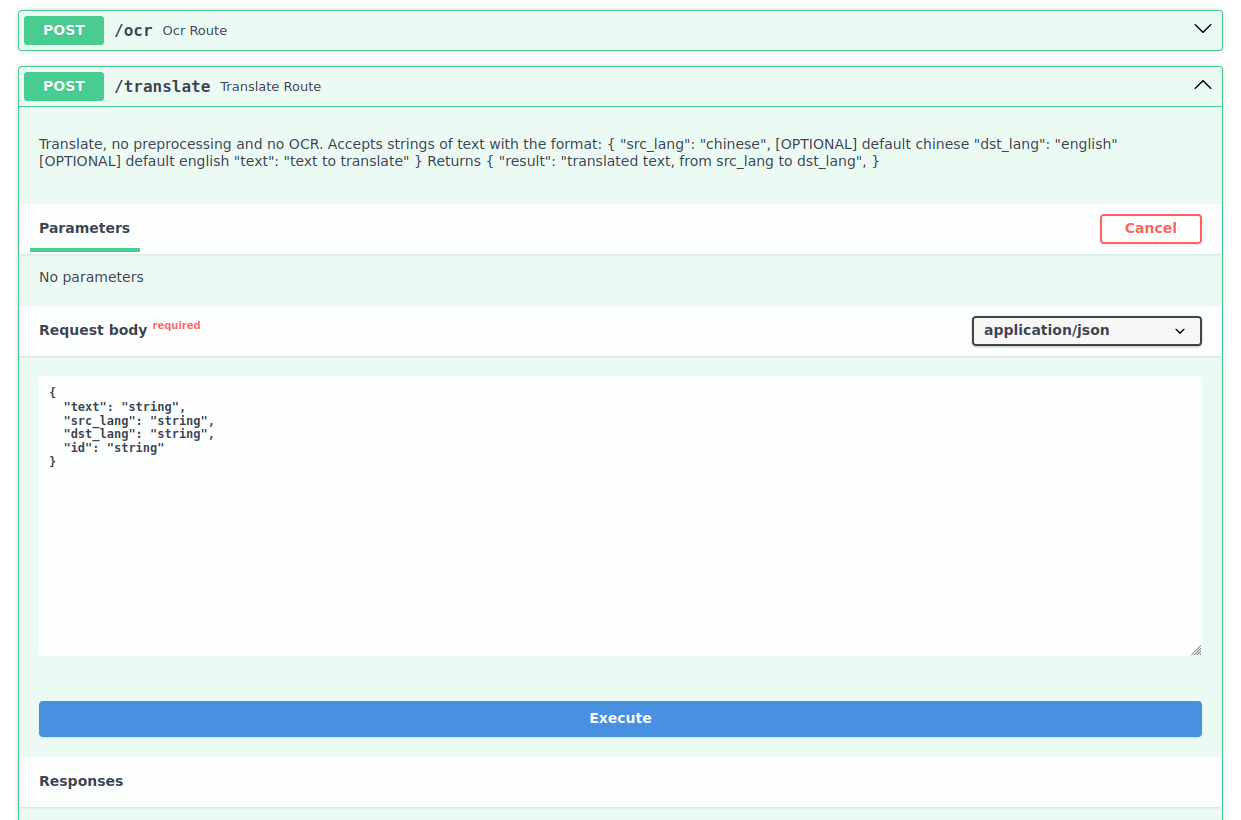 POST /ocr Ocr Route
POST /translate Translate Route
Translate, no preprocessing and no OCR. Accepts strings of text with the format: { "src_lang": "chinese", [OPTIONAL] default chinese "dst_lang": "english"
[OPTIONAL] default english "text": "text to translate" } Returns { "result": "translated text, from src_lang to dst_lang", }
Parameters
Cancel
No parameters
Request body required
application/json
{
  "text": "string",
  "src_lang": "string",
  "dst_lang": "string",
  "id": "string"
}
Execute
Responses